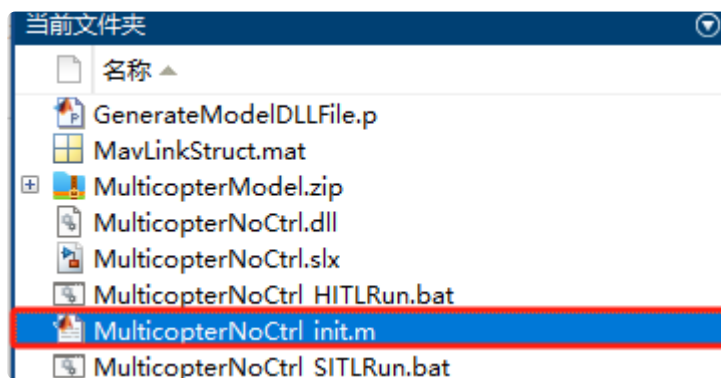 当前文件夹
名称
GenerateModelDLLFile.p
MavLinkStruct.mat
MulticopterModel.zip
MulticopterNoCtrl.dll
MulticopterNoCtrl.slx
MulticopterNoCtrl_HITLRun.bat
MulticopterNoCtrl_init.m
MulticopterNoCtrl_SITLRun.bat